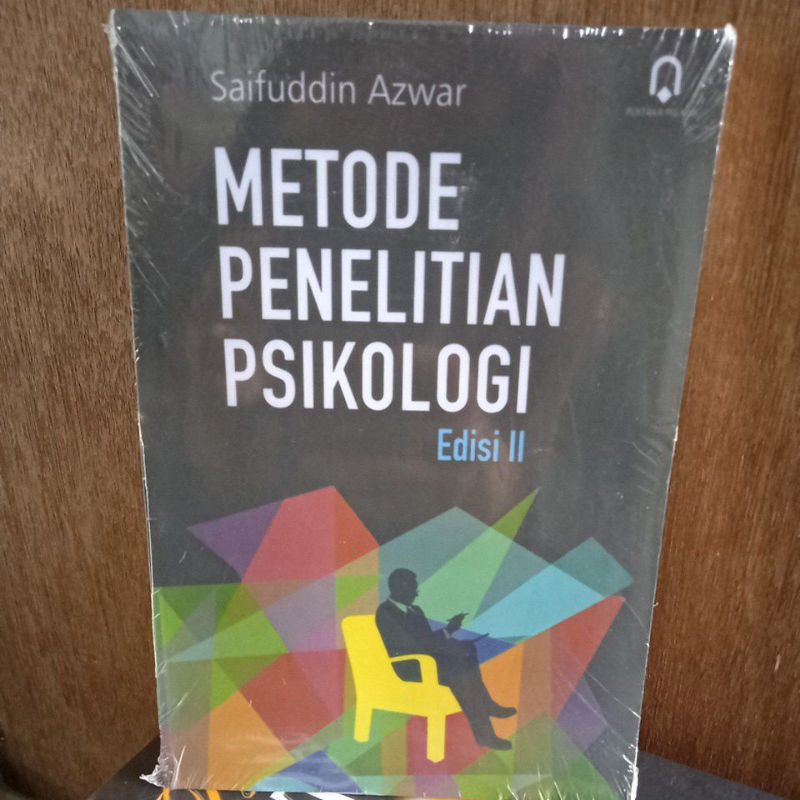 Saifuddin Azwar
METODE
PENELITIAN
PSIKOLOGI
Edisi II